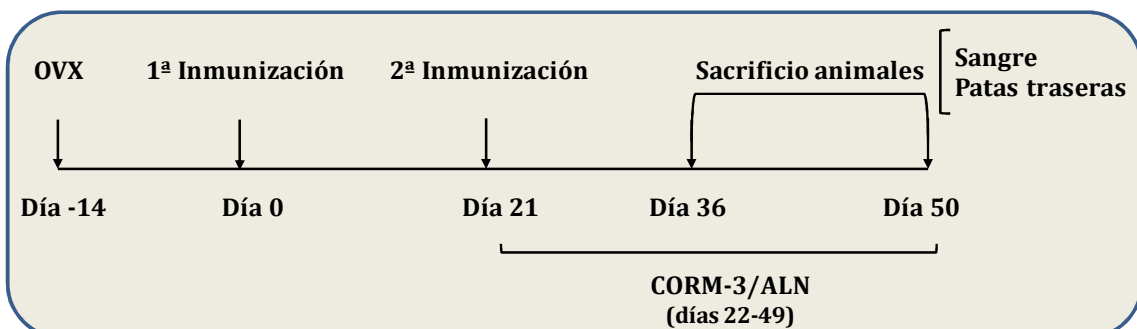 OVX 1ª Inmunización 2ª Inmunización Sacrificio animales Sangre
Patas traseras
Día -14 Día 0 Día 21 Día 36 Día 50
CORM-3/ALN
(días 22-49)